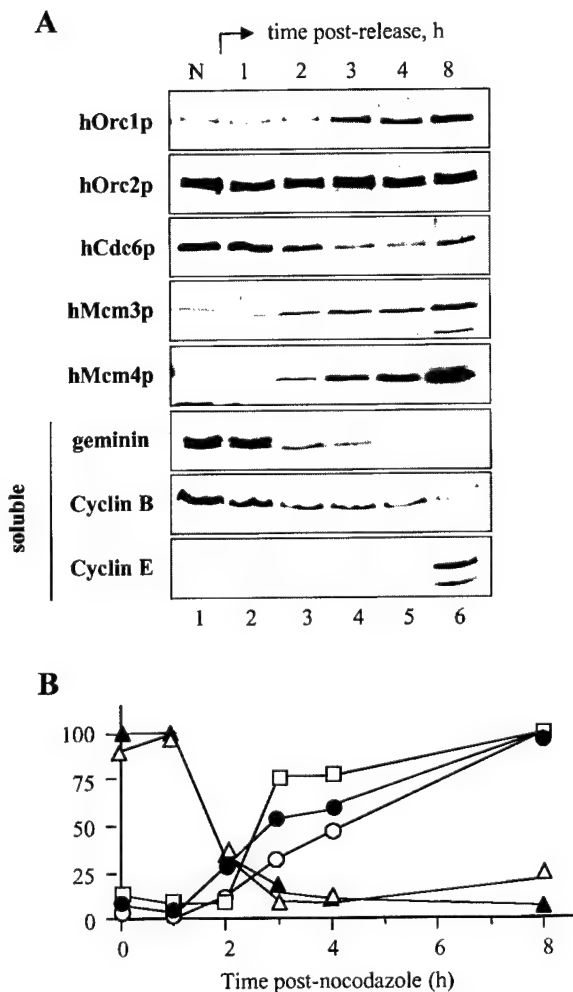 A
time post-release, h
N 1 2 3 4 8
hOrc1p
hOrc2p
hCdc6p
hMcm3p
hMcm4p
soluble
geminin
Cyclin B
Cyclin E
1 2 3 4 5 6
B
100
75
50
25
0
0 2 4 8
Time post-nocodazole (h)